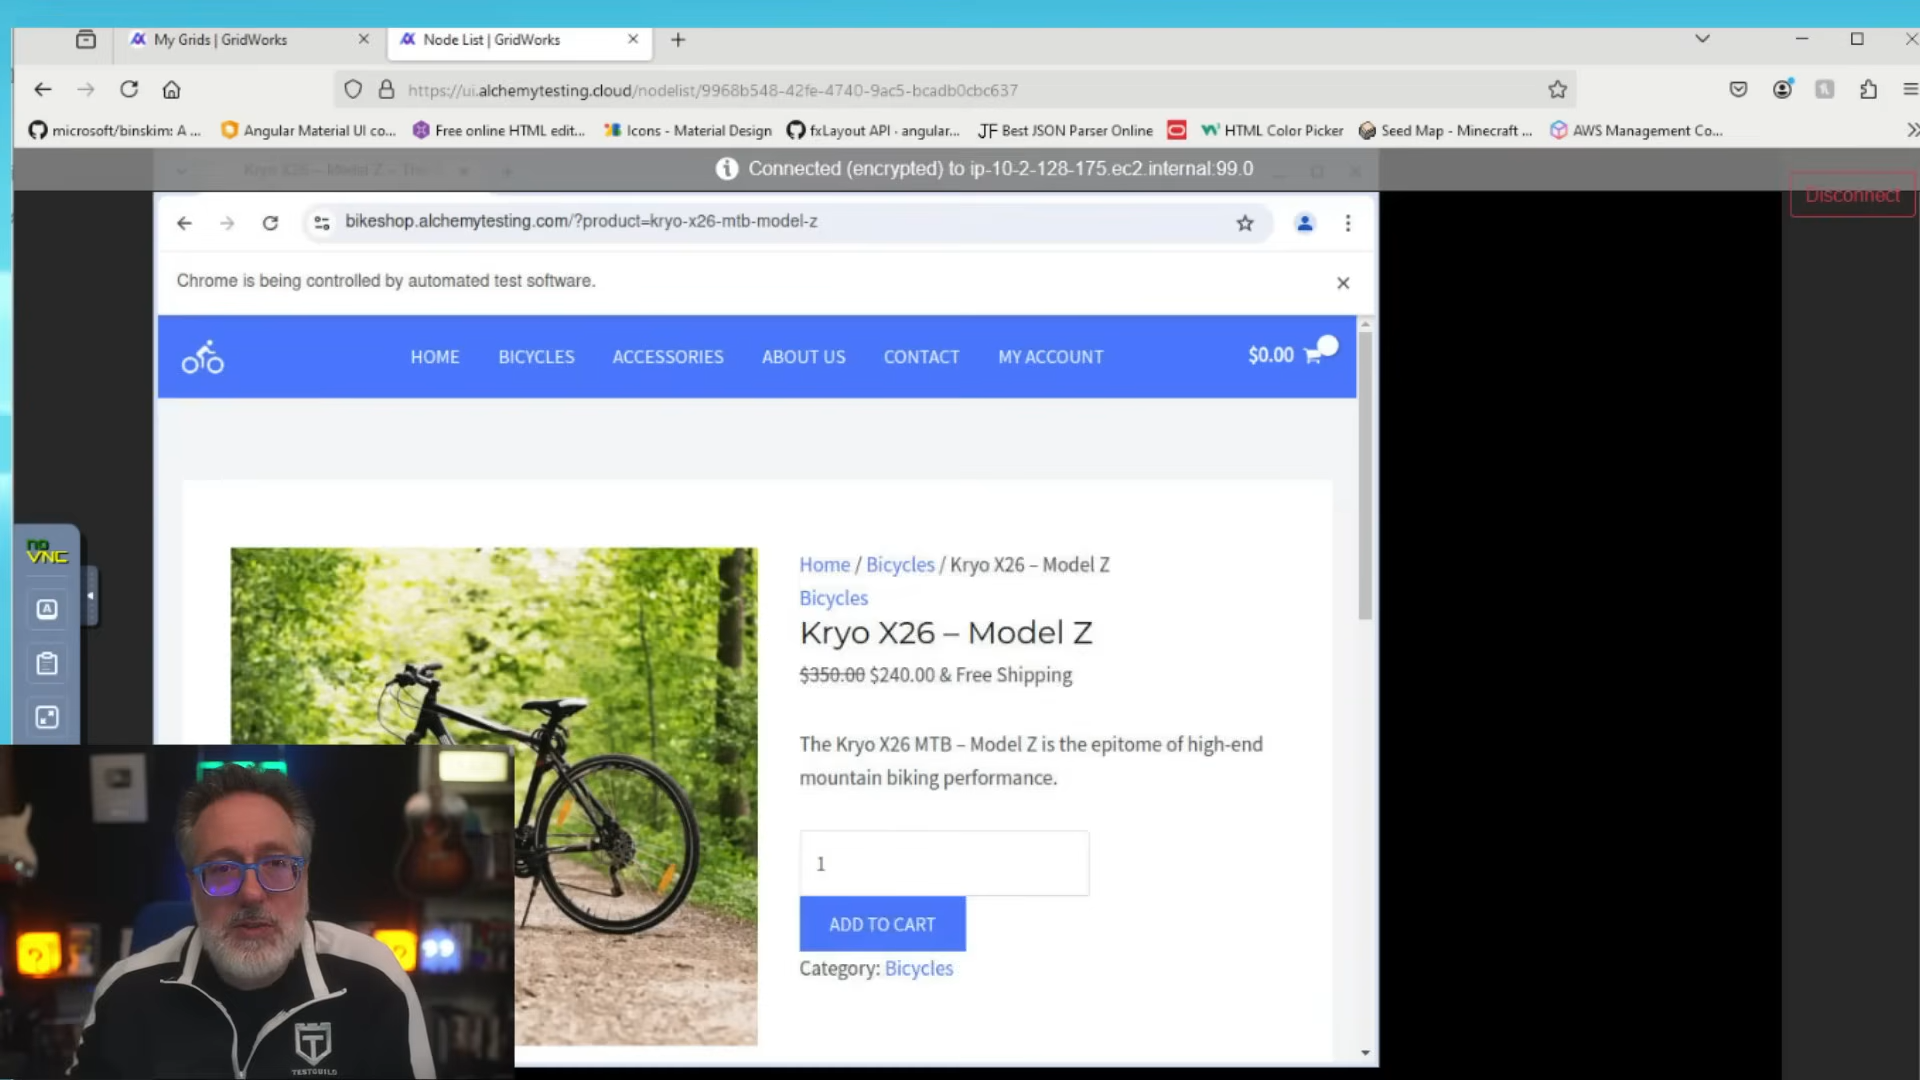 My Grids | GridWorks
Node List | GridWorks
https://ui.alchemytesting.cloud/nodelist/9968b548-42fe-4740-9ac5-bcadb0cbc637
microsoft/binskim: A ...
Angular Material UI co...
Free online HTML edit...
Icons - Material Design
fxLayout API · angular...
JF Best JSON Parser Online
HTML Color Picker
Seed Map - Minecraft ...
AWS Management Co...
Connected (encrypted) to ip-10-2-128-175.ec2.internal:99.0
Disconnect
bikeshop.alchemytesting.com/?product=kryo-x26-mtb-model-z
Chrome is being controlled by automated test software.
HOME BICYCLES ACCESSORIES ABOUT US CONTACT MY ACCOUNT $0.00
no
VNC
A
Home / Bicycles / Kryo X26 – Model Z
Bicycles
Kryo X26 – Model Z
$350.00 $240.00 & Free Shipping
The Kryo X26 MTB – Model Z is the epitome of high-end
mountain biking performance.
1
ADD TO CART
Category: Bicycles
TESTGUILD